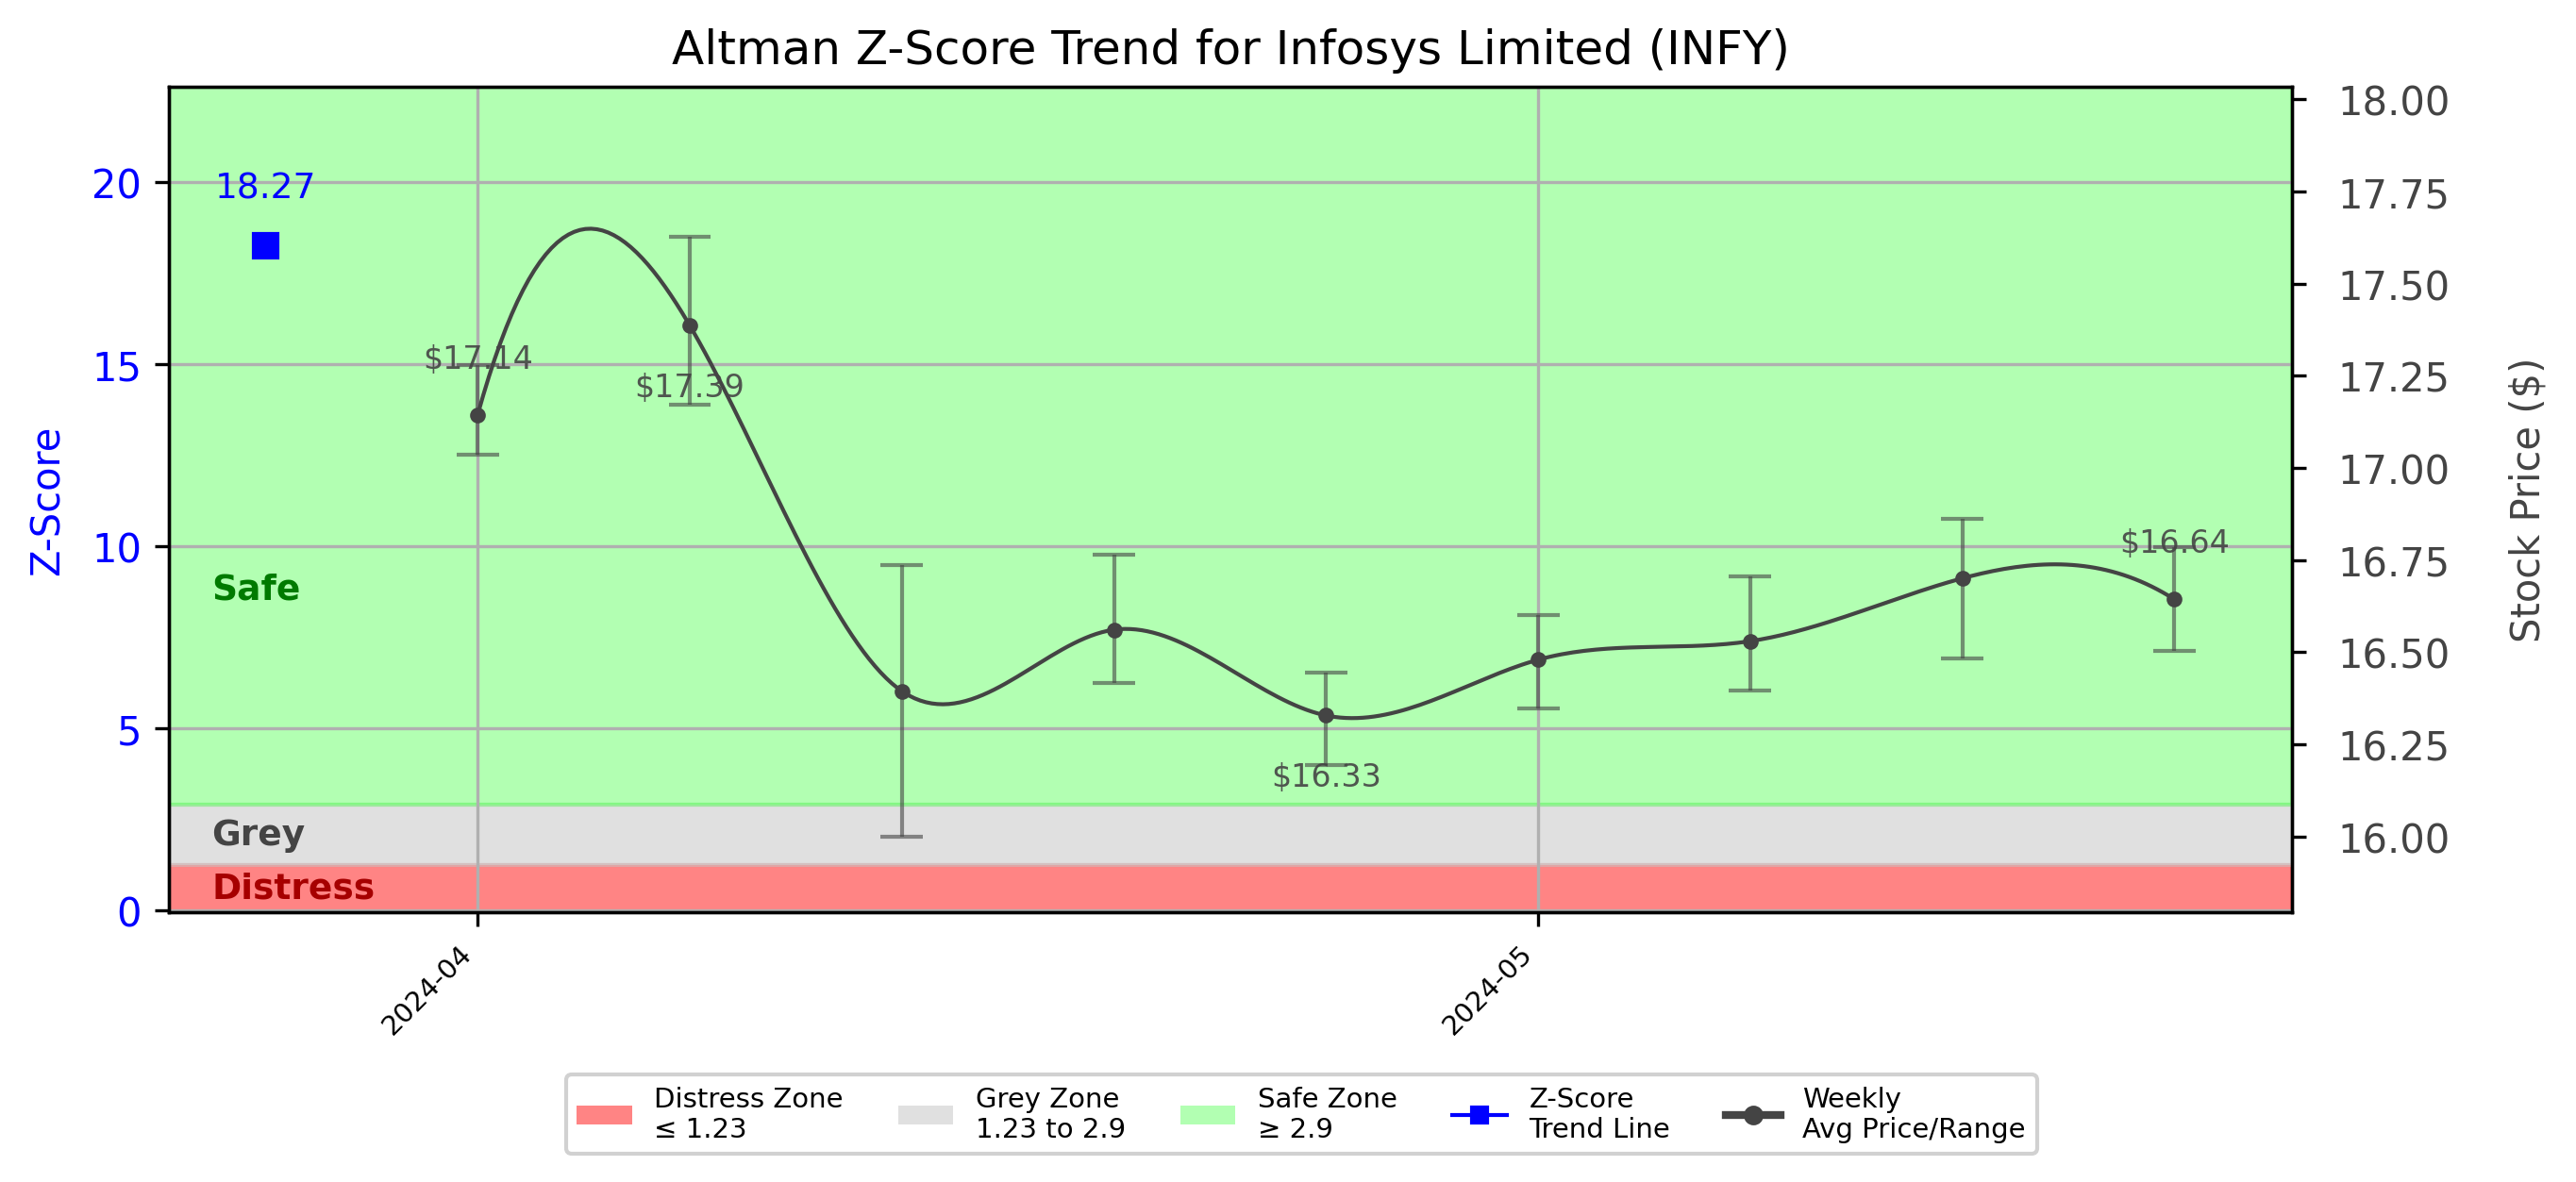 Altman Z-Score Trend for Infosys Limited (INFY)
Z-Score
20
15
10
5
0
18.27
$17.14
$17.39
$16.33
$16.64
Safe
Grey
Distress
18.00
17.75
17.50
17.25
17.00
16.75
16.50
16.25
16.00
Stock Price ($)
2024-04
2024-05
Distress Zone
≤ 1.23
Grey Zone
1.23 to 2.9
Safe Zone
≥ 2.9
Z-Score
Trend Line
Weekly
Avg Price/Range